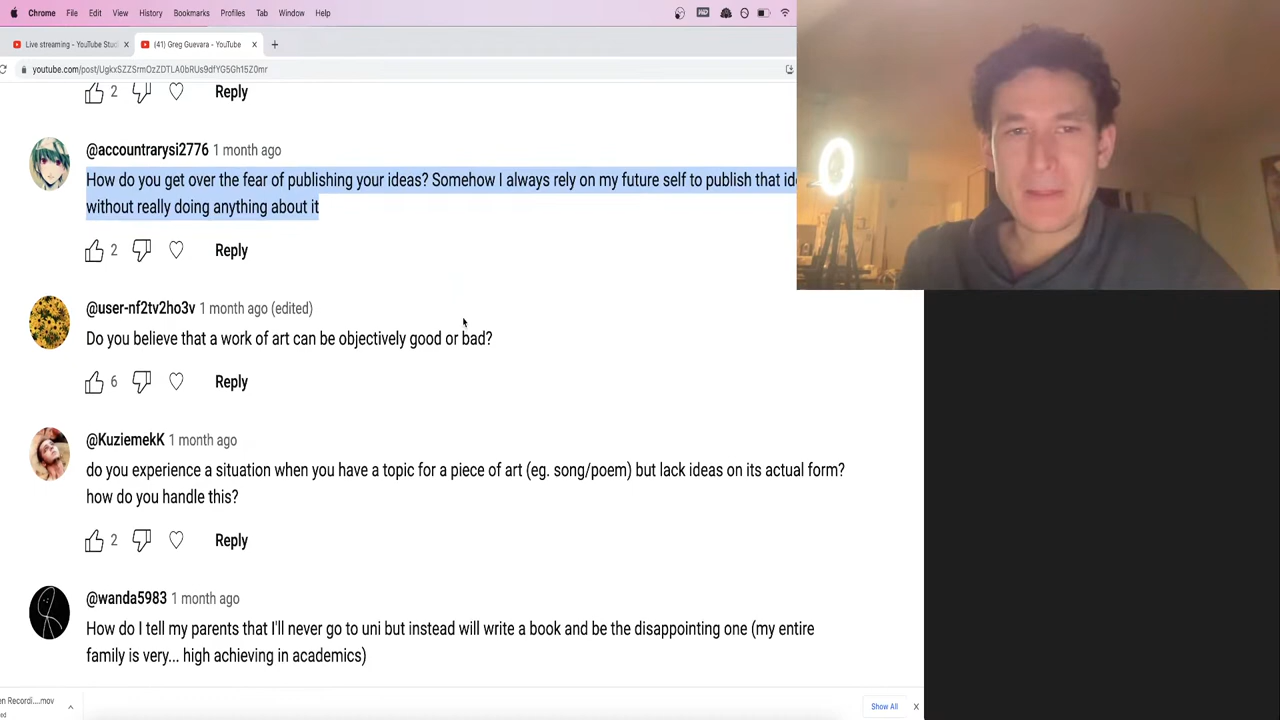 Chrome File Edit View History Bookmarks Profiles Tab Window Help
HD
Live streaming - YouTube Stu
(41) Greg Guevara - YouTube
youtube.com/post/UgkxSZZSrmOzZDTLA0bRUs9dfYG5Gh15Z0mr
2 Reply
@accountrarysi2776 1 month ago
How do you get over the fear of publishing your ideas? Somehow I always rely on my future self to publish that
without really doing anything about it
2 Reply
@user-nf2tv2ho3v 1 month ago (edited)
Do you believe that a work of art can be objectively good or bad?
6 Reply
@KuziemekK 1 month ago
do you experience a situation when you have a topic for a piece of art (eg. song/poem) but lack ideas on its actual form?
how do you handle this?
2 Reply
@wanda5983 1 month ago
How do I tell my parents that I'll never go to uni but instead will write a book and be the disappointing one (my entire
family is very... high achieving in academics)
en Recordi....mov
Show All